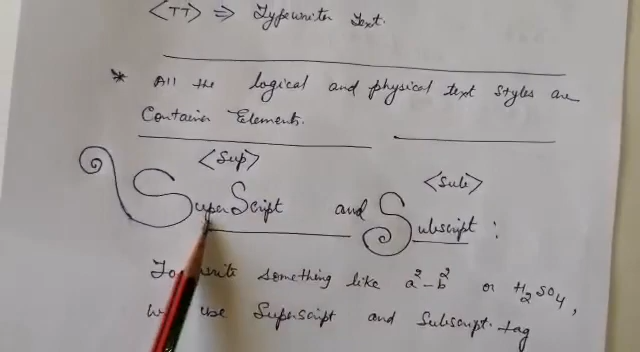 <TT> ⇒ Typewriter Text.
* All the logical and physical text styles are
Container Elements.
<Sup> <Sub>
SuperScript and Subscript :
To write something like a²-b² or H₂SO₄,
we use Superscript and Subscript tag